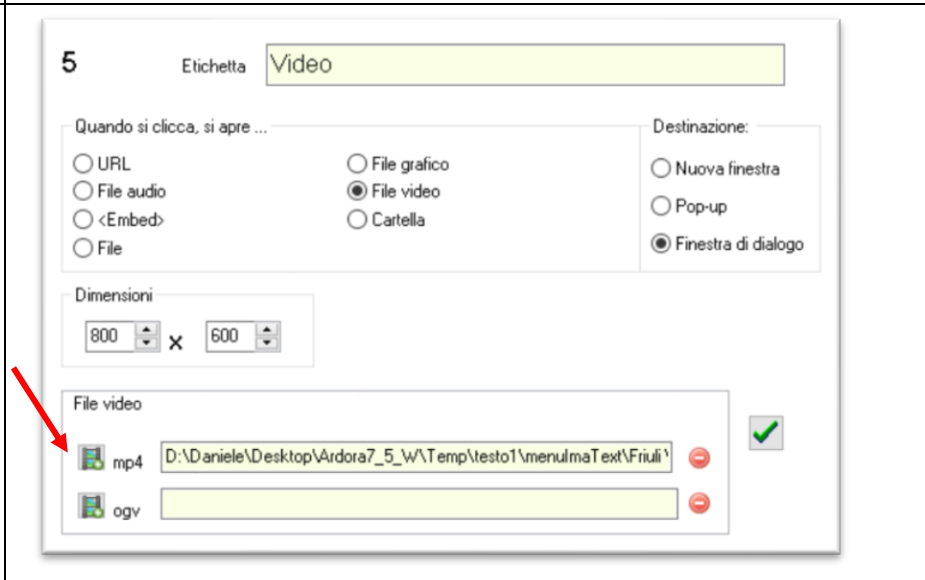 5 Etichetta Video
Quando si clicca, si apre ... Destinazione:
URL File grafico Nuova finestra
File audio File video Pop-up
<Embed> Cartella Finestra di dialogo
File
Dimensioni
800 x 600
File video
mp4 D:\Daniele\Desktop\Ardora7_5_W\Temp\testo1\menuImaText\Friuli V
ogv